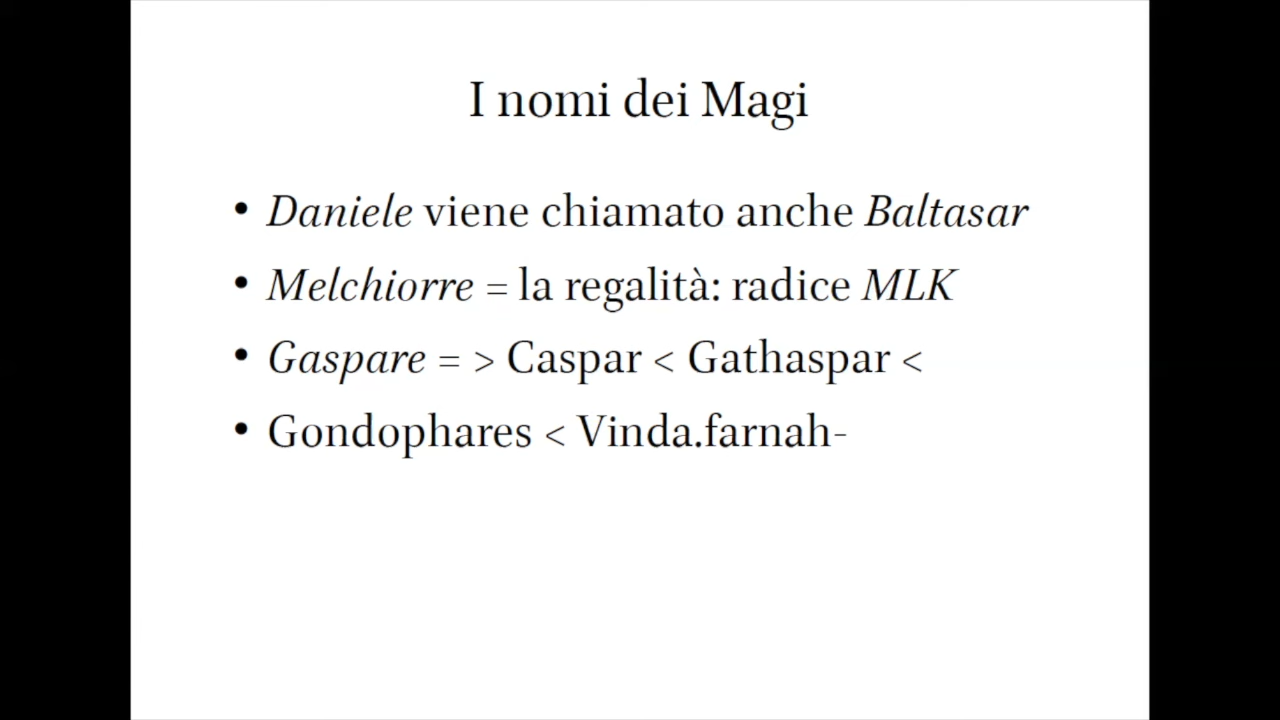 I nomi dei Magi
• Daniele viene chiamato anche Baltasar
• Melchiorre = la regalità: radice MLK
• Gaspare = > Caspar < Gathaspar <
• Gondophares < Vinda.farnah-